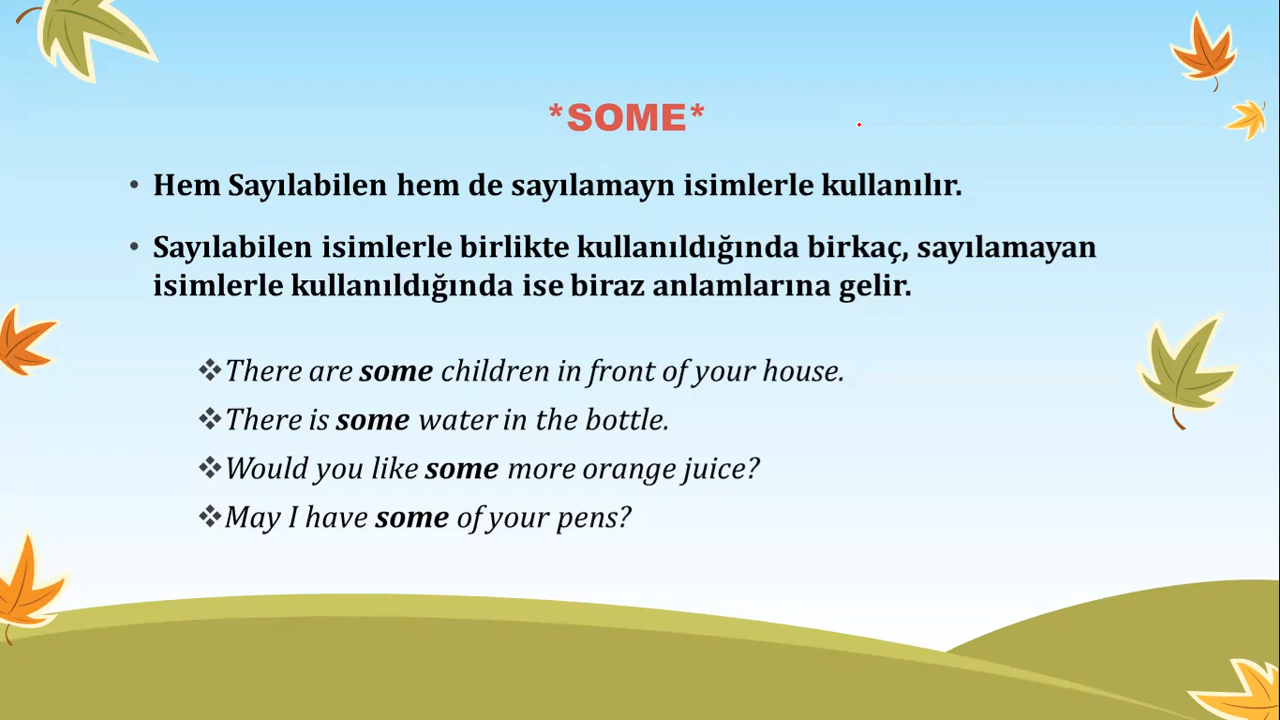 *SOME*
• Hem Sayılabilen hem de sayılamayn isimlerle kullanılır.
• Sayılabilen isimlerle birlikte kullanıldığında birkaç, sayılamayan
isimlerle kullanıldığında ise biraz anlamlarına gelir.
❖There are some children in front of your house.
❖There is some water in the bottle.
❖Would you like some more orange juice?
❖May I have some of your pens?